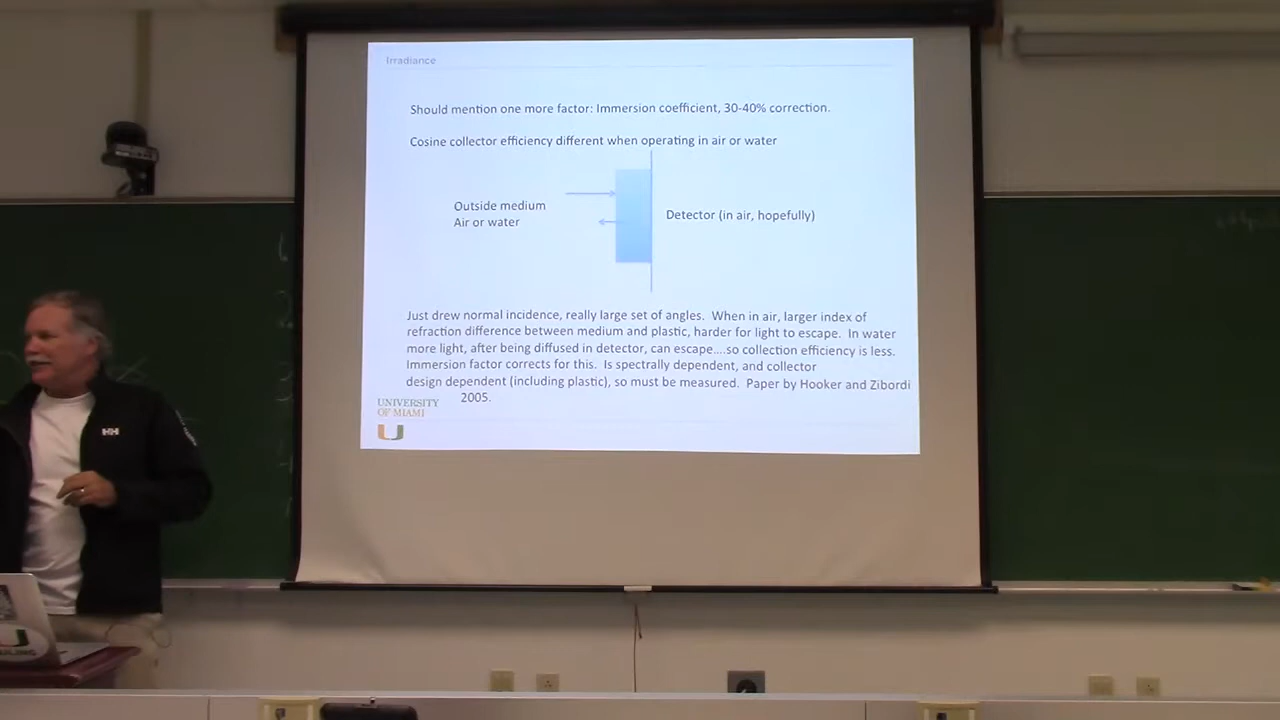 Irradiance
Should mention one more factor: Immersion coefficient, 30-40% correction.
Cosine collector efficiency different when operating in air or water
Outside medium
Air or water
Detector (in air, hopefully)
Just drew normal incidence, really large set of angles.  When in air, larger index of
refraction difference between medium and plastic, harder for light to escape.  In water
more light, after being diffused in detector, can escape....so collection efficiency is less.
Immersion factor corrects for this.  Is spectrally dependent, and collector
design dependent (including plastic), so must be measured.  Paper by Hooker and Zibordi
2005.
UNIVERSITY
OF MIAMI
U
HH